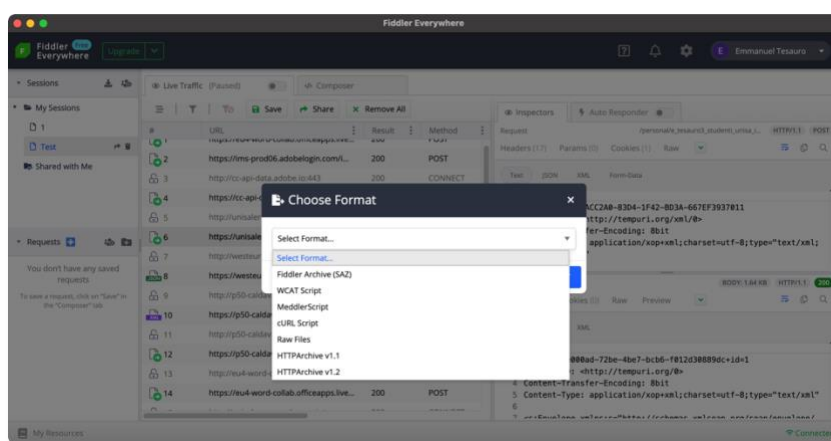 Fiddler Everywhere
Fiddler Free
Everywhere
Upgrade
E Emmanuel Tesauro
Sessions
Live Traffic (Paused)
Composer
My Sessions
1
Test
Shared with Me
Save
Share
Remove All
# URL Result Method
200 POST
2 https://ims-prod06.adobelogin.com/i... 200 POST
3 http://cc-api-data.adobe.io:443 200 CONNECT
4 https://cc-api-
5 http://unisaler
6 https://unisale
7 http://westeur
8 https://westeu
9 http://p50-calda
10 https://p50-calda
11 http://p50-calda
12 https://p50-calda
13 http://eu4-word-
14 https://eu4-word-collab.officeapps.live... 200 POST
Requests
You don't have any saved
requests
To save a request, click on "Save" in
the "Composer" tab
Inspectors
Auto Responder
Request HTTP/1.1 POST
Headers (17) Params (0) Cookies (1) Raw
Text JSON XML Form-Data
Choose Format
Select Format...
Select Format...
Fiddler Archive (SAZ)
WCAT Script
MeddlerScript
cURL Script
Raw Files
HTTPArchive v1.1
HTTPArchive v1.2
ACC2A0-83D4-1F42-BD3A-667EF3937011
http://tempuri.org/xml/0>
fer-Encoding: 8bit
application/xop+xml;charset=utf-8;type="text/xml;
BODY: 1.64 KB HTTP/1.1 200
Raw Preview
XML
: <http://tempuri.org/0>
4 Content-Transfer-Encoding: 8bit
5 Content-Type: application/xop+xml;charset=utf-8;type="text/xml"
6
My Resources
Connected